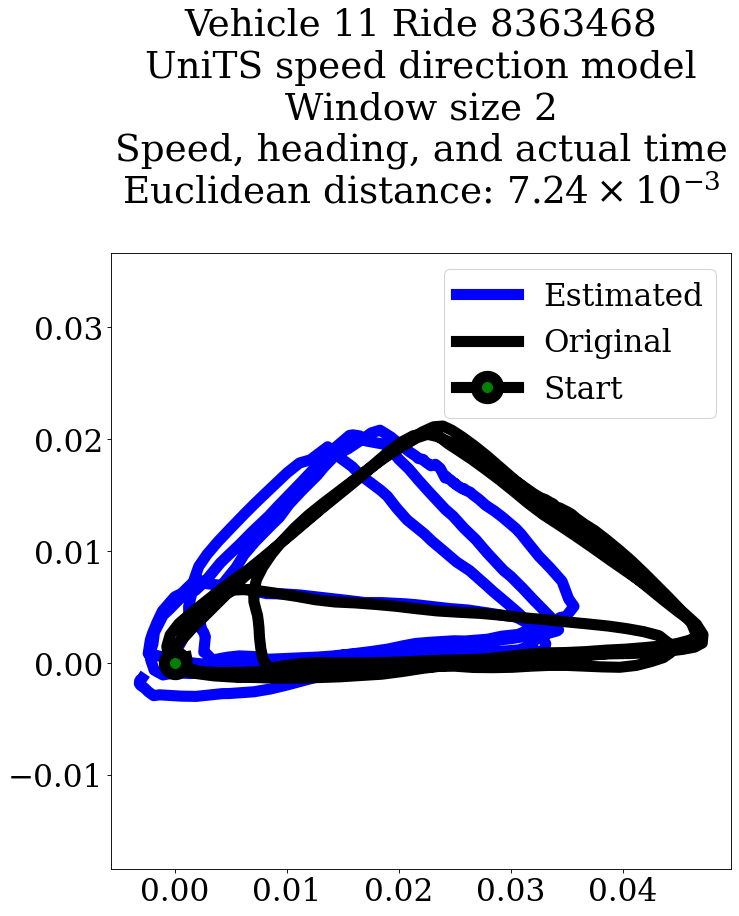 Vehicle 11 Ride 8363468
UniTS speed direction model
Window size 2
Speed, heading, and actual time
Euclidean distance: 7.24 × 10⁻³
Estimated
Original
Start
0.03
0.02
0.01
0.00
−0.01
0.00 0.01 0.02 0.03 0.04